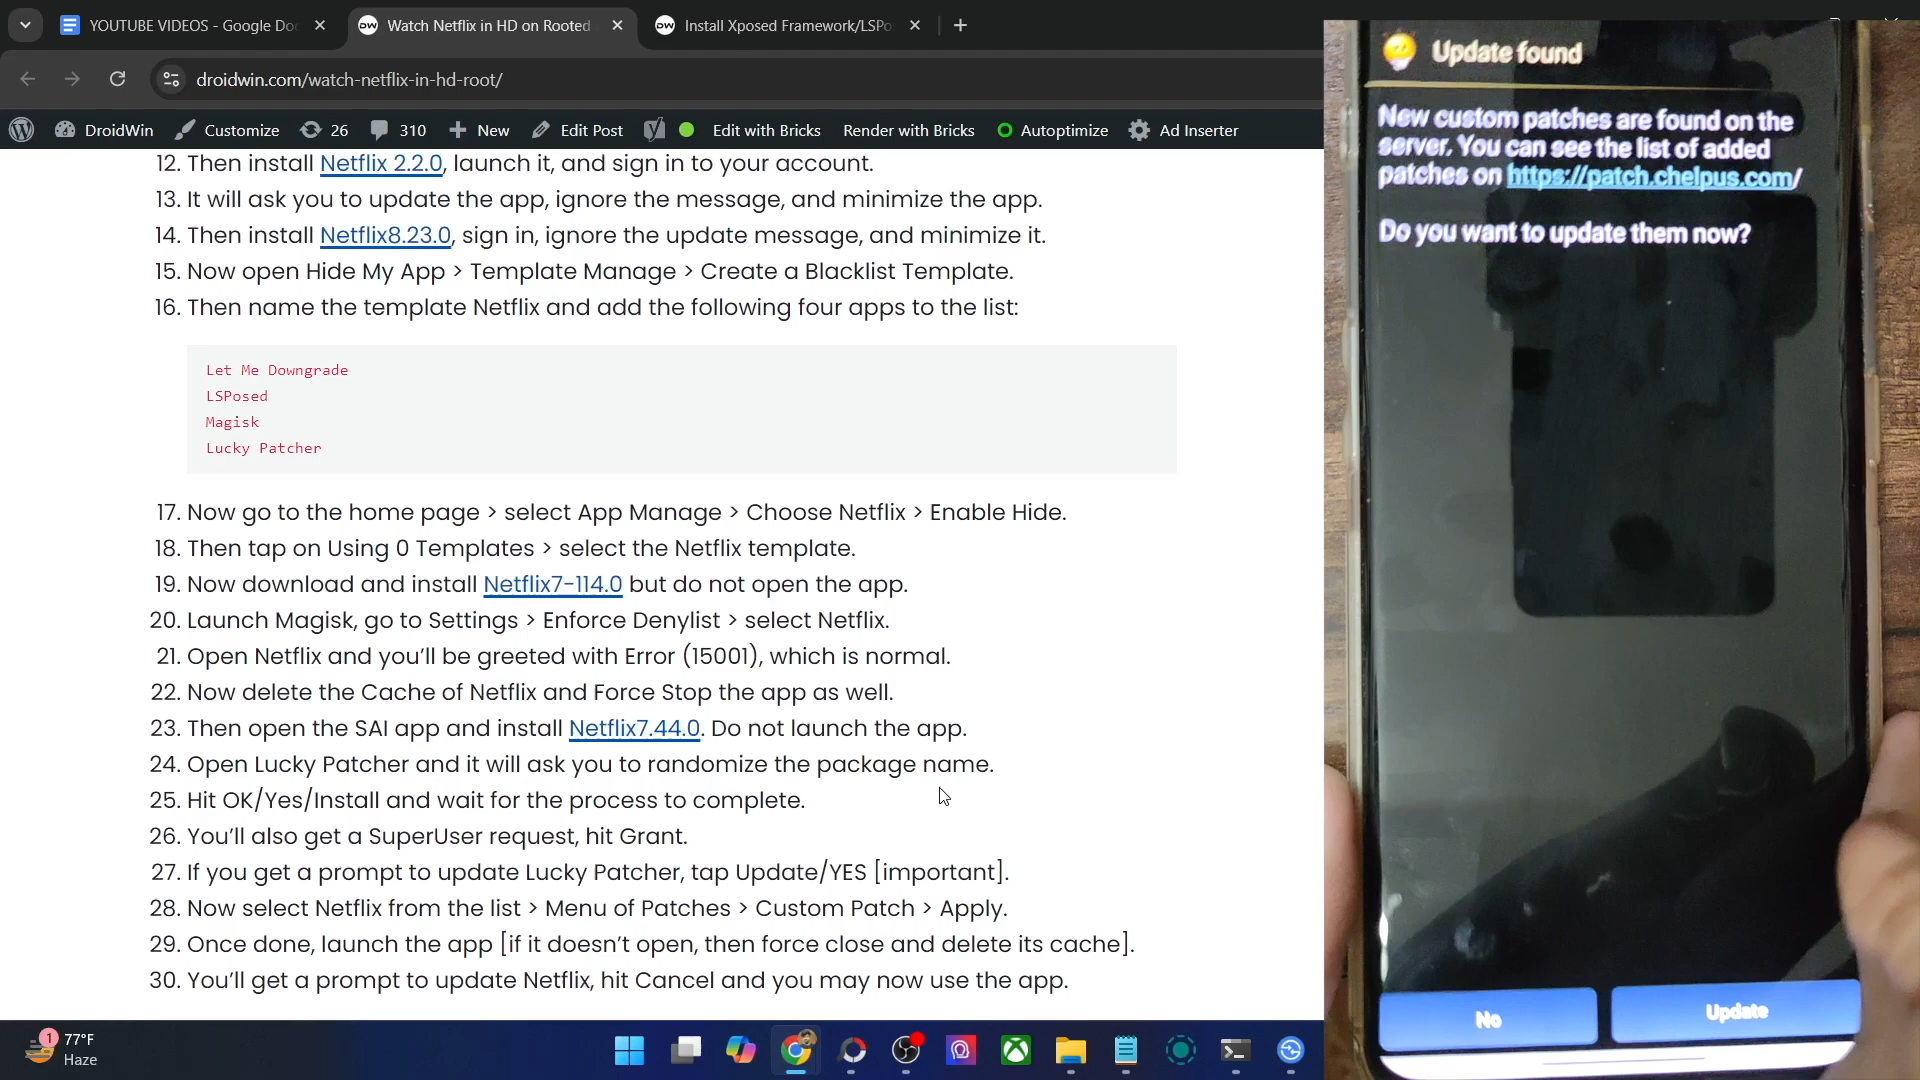 YOUTUBE VIDEOS - Google Do
Watch Netflix in HD on Rooted
Install Xposed Framework/LSPo
droidwin.com/watch-netflix-in-hd-root/
DroidWin
Customize
26
310
New
Edit Post
Edit with Bricks
Render with Bricks
Autoptimize
Ad Inserter
12. Then install Netflix 2.2.0, launch it, and sign in to your account.
13. It will ask you to update the app, ignore the message, and minimize the app.
14. Then install Netflix8.23.0, sign in, ignore the update message, and minimize it.
15. Now open Hide My App > Template Manage > Create a Blacklist Template.
16. Then name the template Netflix and add the following four apps to the list:
Let Me Downgrade
LSPosed
Magisk
Lucky Patcher
17. Now go to the home page > select App Manage > Choose Netflix > Enable Hide.
18. Then tap on Using 0 Templates > select the Netflix template.
19. Now download and install Netflix7-114.0 but do not open the app.
20. Launch Magisk, go to Settings > Enforce Denylist > select Netflix.
21. Open Netflix and you’ll be greeted with Error (15001), which is normal.
22. Now delete the Cache of Netflix and Force Stop the app as well.
23. Then open the SAI app and install Netflix7.44.0. Do not launch the app.
24. Open Lucky Patcher and it will ask you to randomize the package name.
25. Hit OK/Yes/Install and wait for the process to complete.
26. You’ll also get a SuperUser request, hit Grant.
27. If you get a prompt to update Lucky Patcher, tap Update/YES [important].
28. Now select Netflix from the list > Menu of Patches > Custom Patch > Apply.
29. Once done, launch the app [if it doesn’t open, then force close and delete its cache].
30. You’ll get a prompt to update Netflix, hit Cancel and you may now use the app.
Update found
New custom patches are found on the
server. You can see the list of added
patches on https://patch.chelpus.com/
Do you want to update them now?
No
Update
1
77°F
Haze